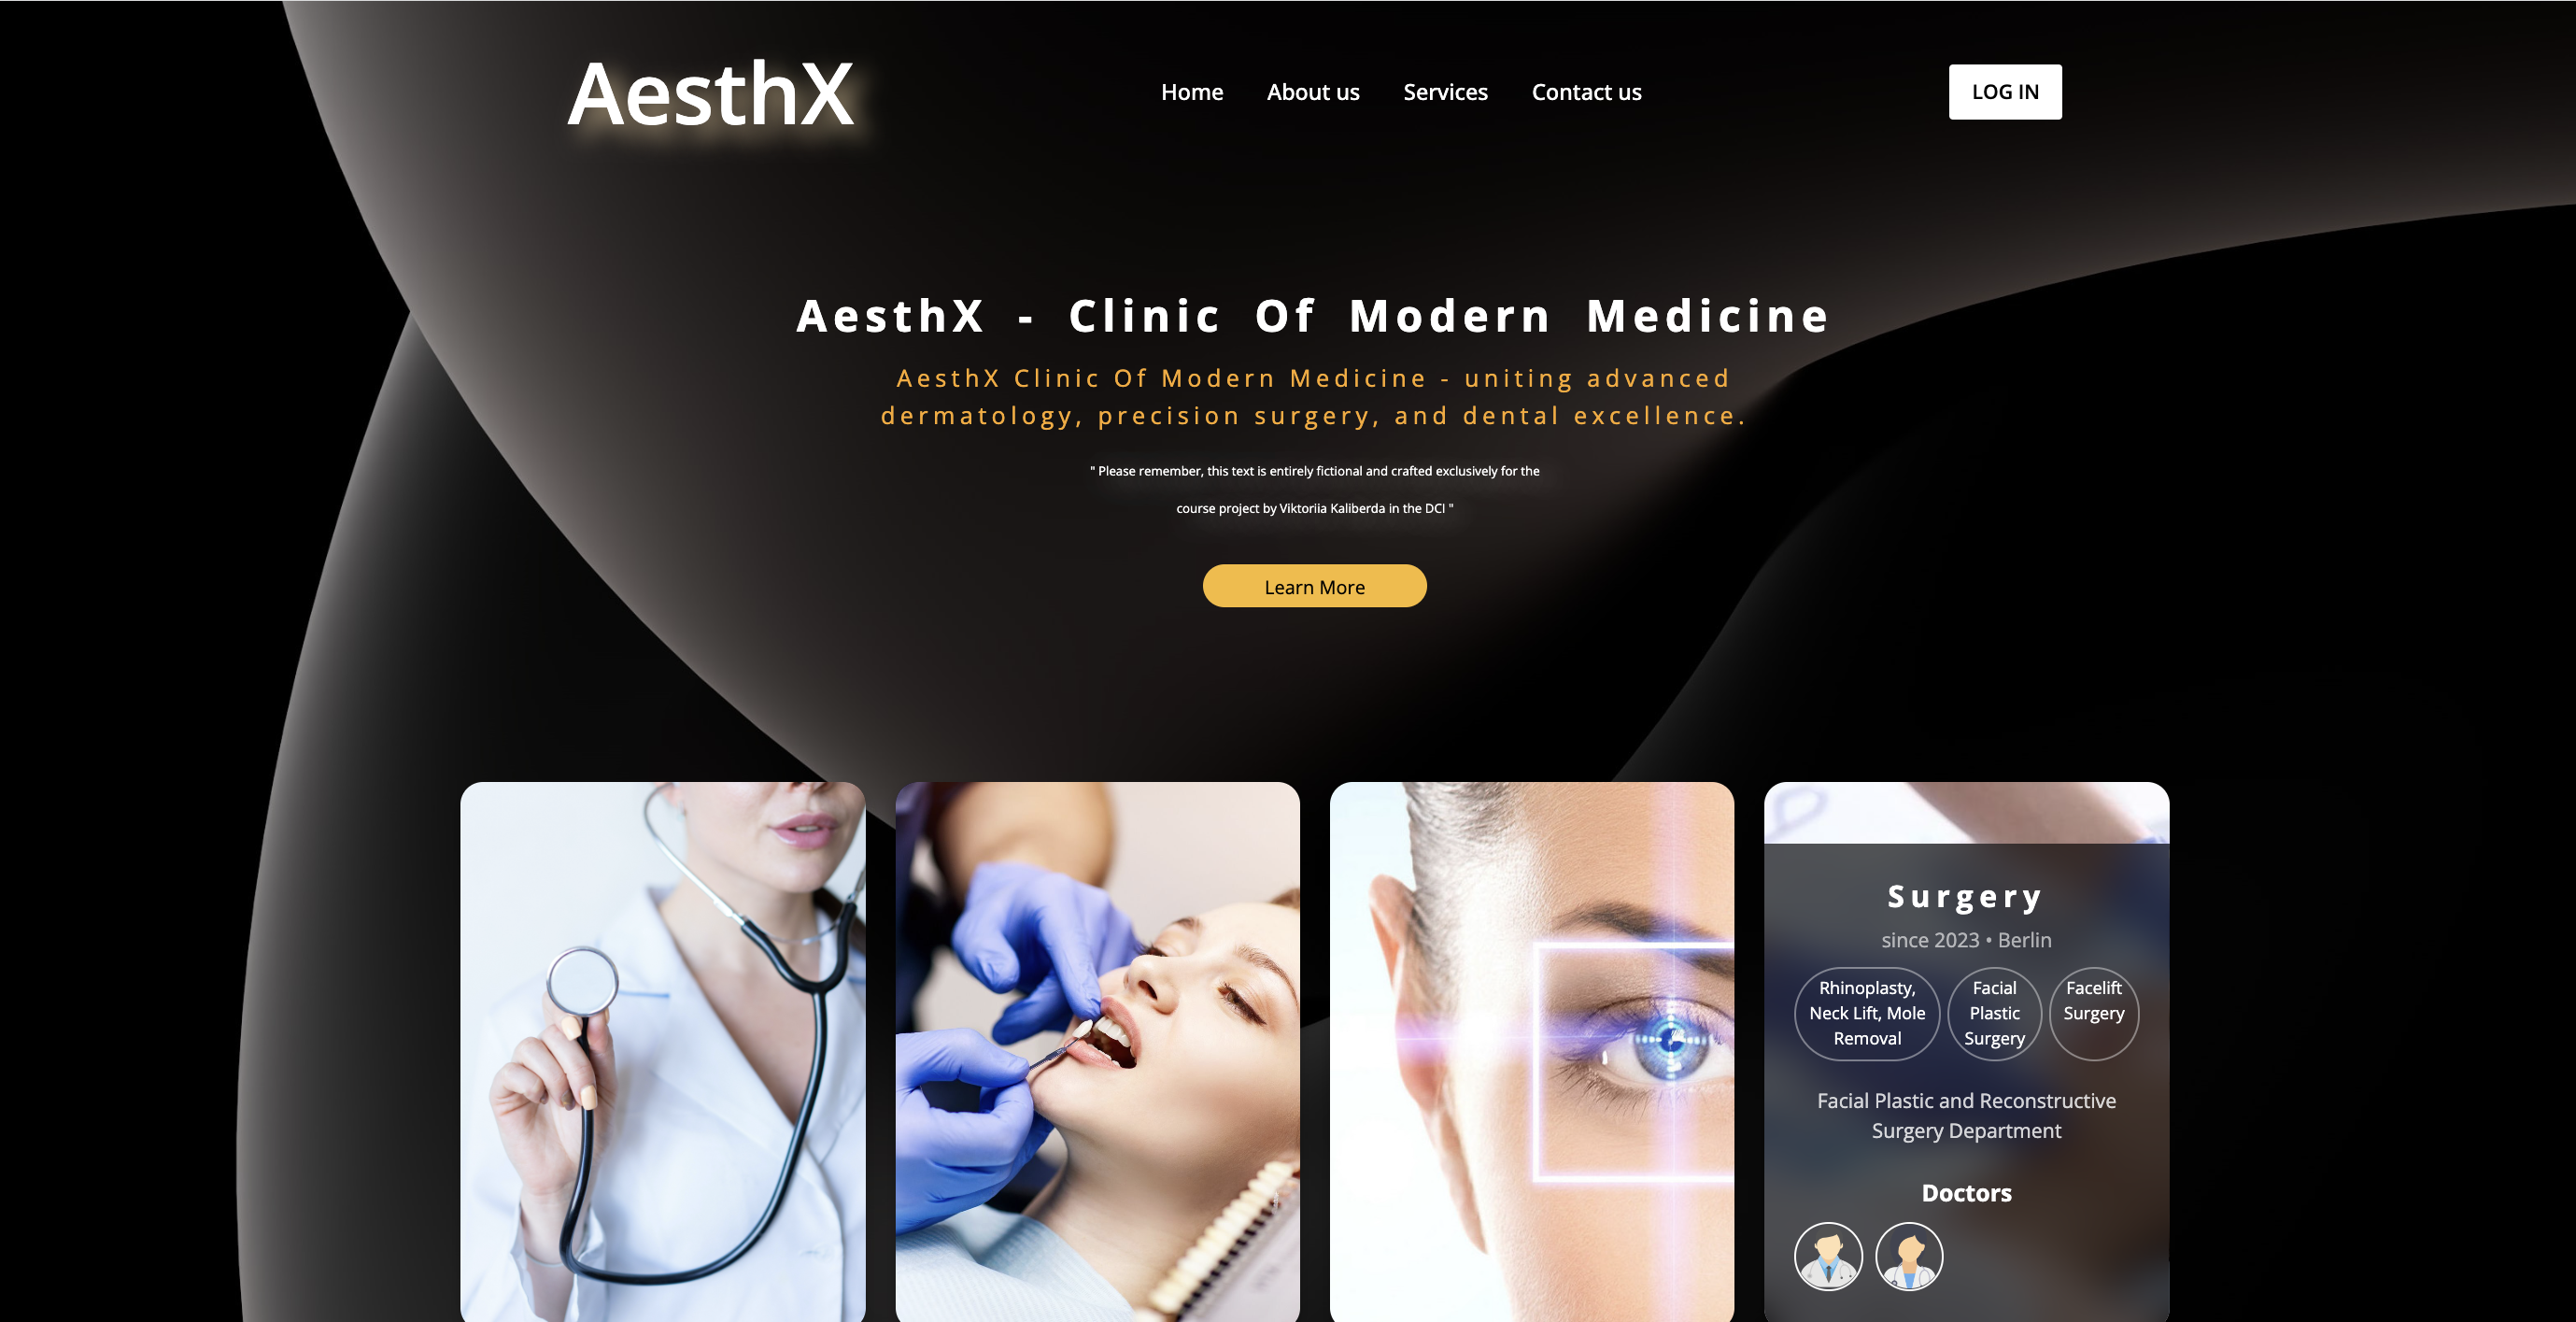 AesthX
Home
About us
Services
Contact us
LOG IN
AesthX - Clinic Of Modern Medicine
AesthX Clinic Of Modern Medicine - uniting advanced
dermatology, precision surgery, and dental excellence.
" Please remember, this text is entirely fictional and crafted exclusively for the
course project by Viktoriia Kaliberda in the DCI "
Learn More
Surgery
since 2023 • Berlin
Rhinoplasty,
Neck Lift, Mole
Removal
Facial
Plastic
Surgery
Facelift
Surgery
Facial Plastic and Reconstructive
Surgery Department
Doctors